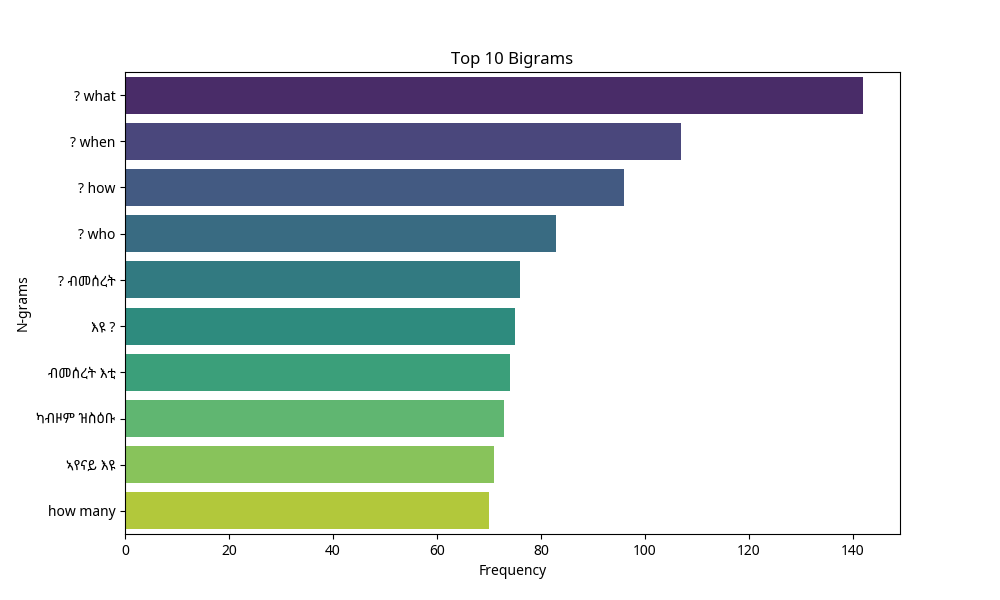 Top 10 Bigrams
? what
? when
? how
? who
? ብመሰረት
እዩ ?
ብመሰረት እቲ
ካብዞም ዝስዕቡ
ኣየናይ እዩ
how many
N-grams
0 20 40 60 80 100 120 140
Frequency